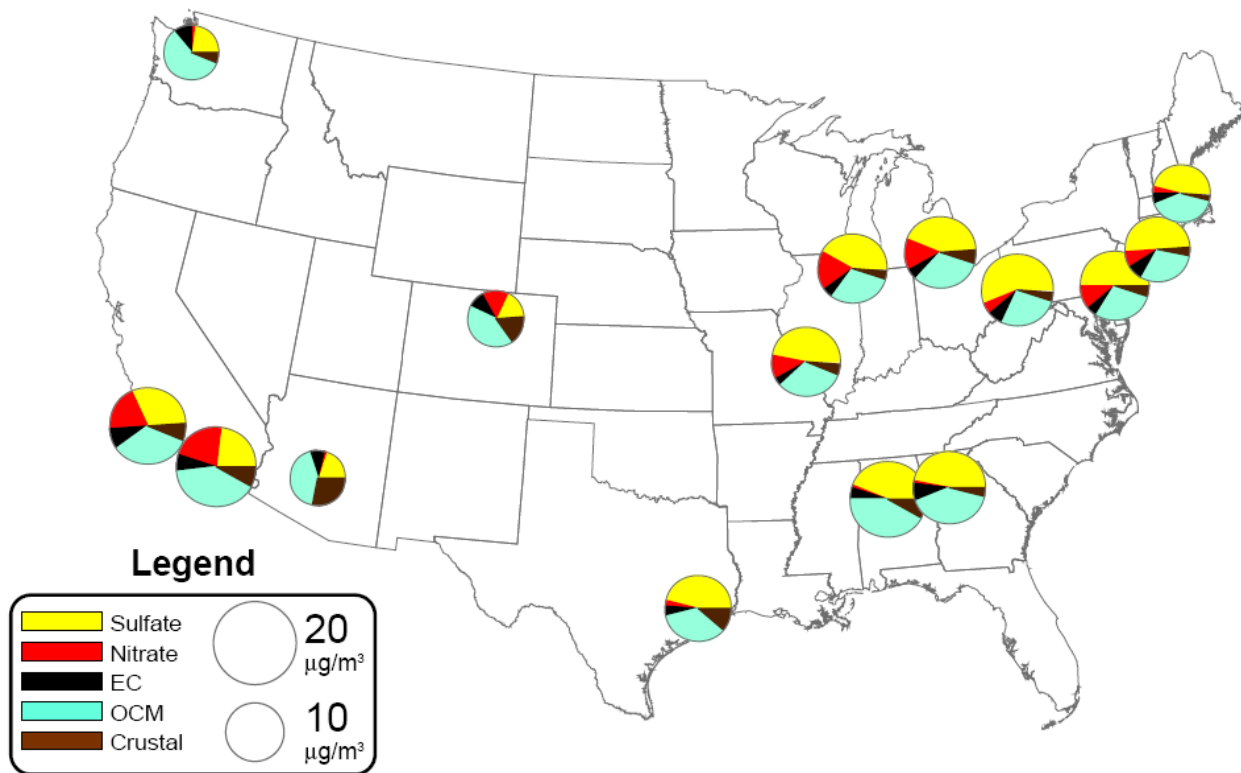 Legend
Sulfate
Nitrate
EC
OCM
Crustal
20
µg/m³
10
µg/m³